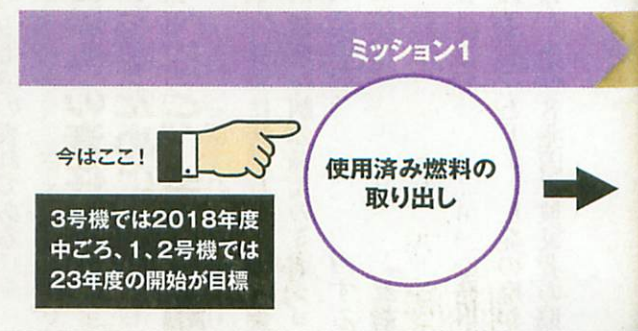 ミッション1
今はここ!
使用済み燃料の
取り出し
3号機では2018年度
中ごろ、1、2号機では
23年度の開始が目標